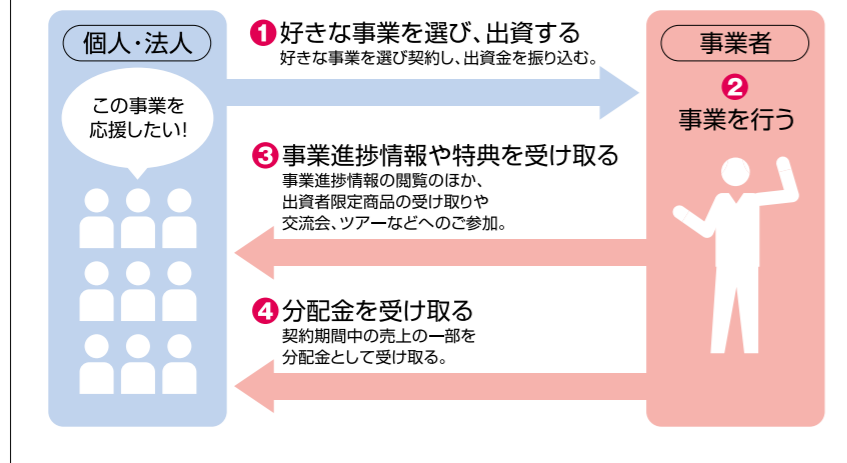 個人・法人
この事業を
応援したい!
❶好きな事業を選び、出資する
好きな事業を選び契約し、出資金を振り込む。
事業者
❷
事業を行う
❸事業進捗情報や特典を受け取る
事業進捗情報の閲覧のほか、
出資者限定商品の受け取りや
交流会、ツアーなどへのご参加。
❹分配金を受け取る
契約期間中の売上の一部を
分配金として受け取る。